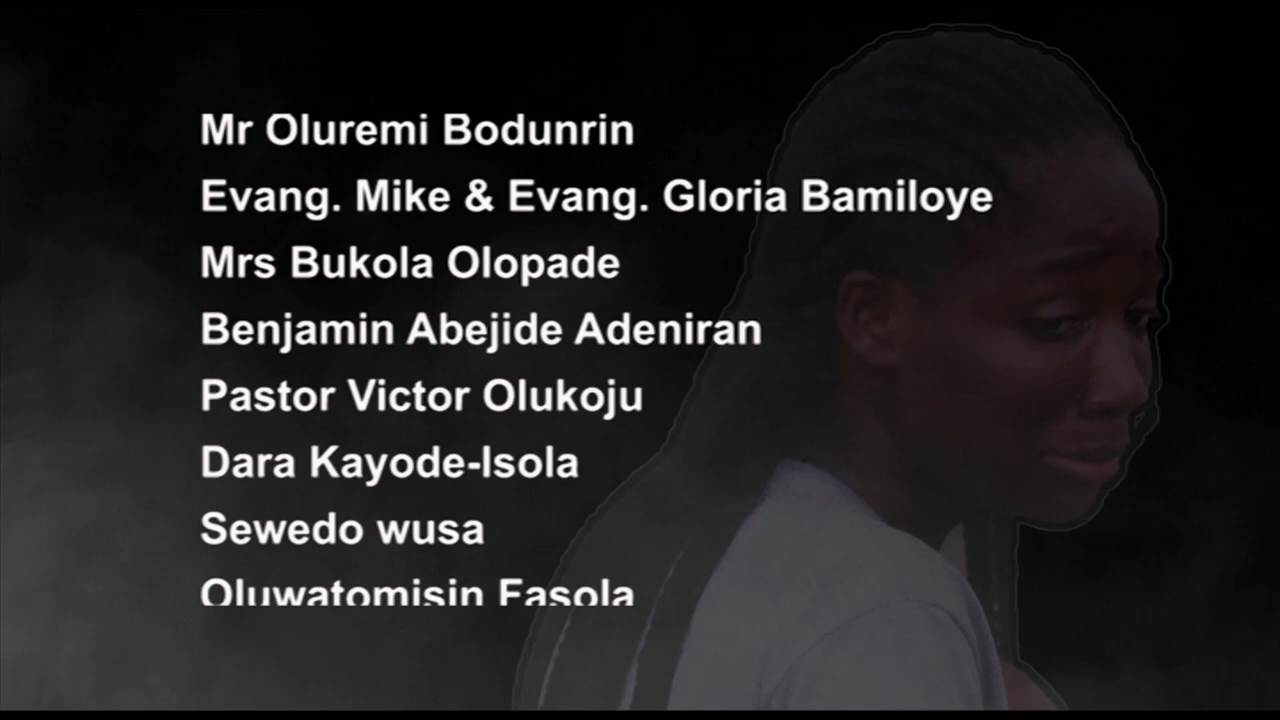 Mr Oluremi Bodunrin
Evang. Mike & Evang. Gloria Bamiloye
Mrs Bukola Olopade
Benjamin Abejide Adeniran
Pastor Victor Olukoju
Dara Kayode-Isola
Sewedo wusa
Oluwatomisin Fasola